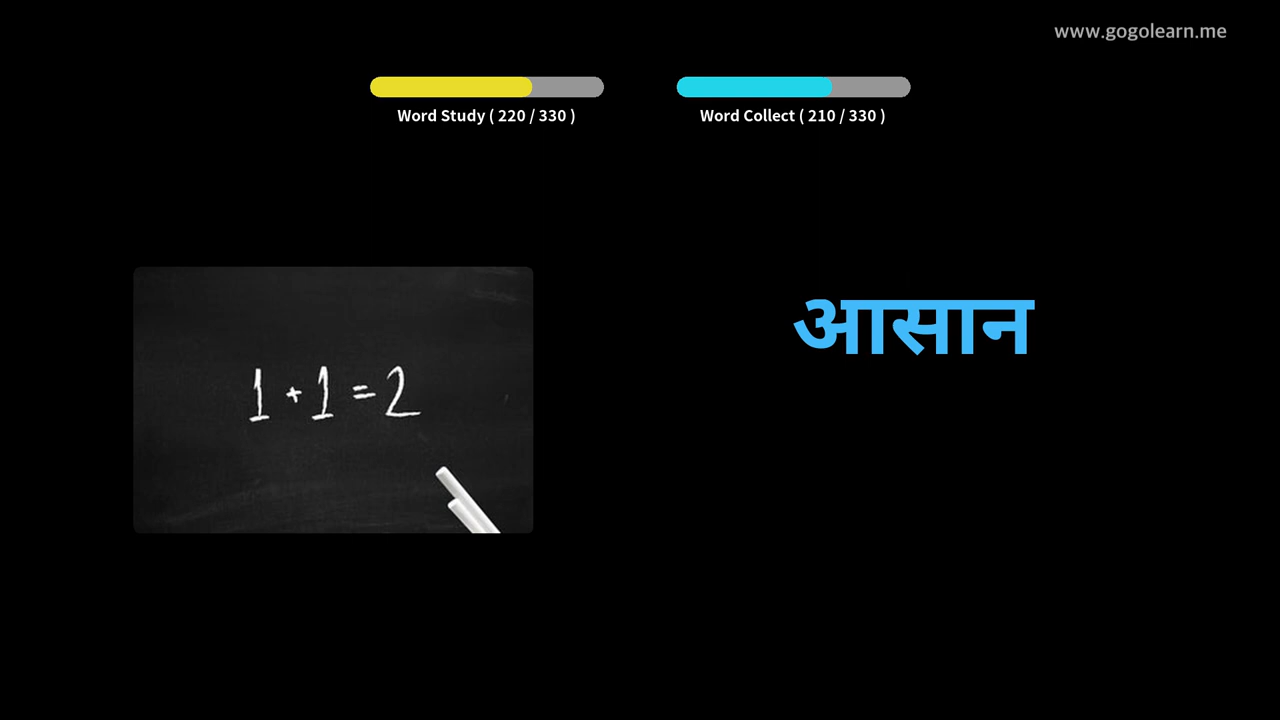 www.gogolearn.me
Word Study ( 220 / 330 )
Word Collect ( 210 / 330 )
1 + 1 = 2
आसान